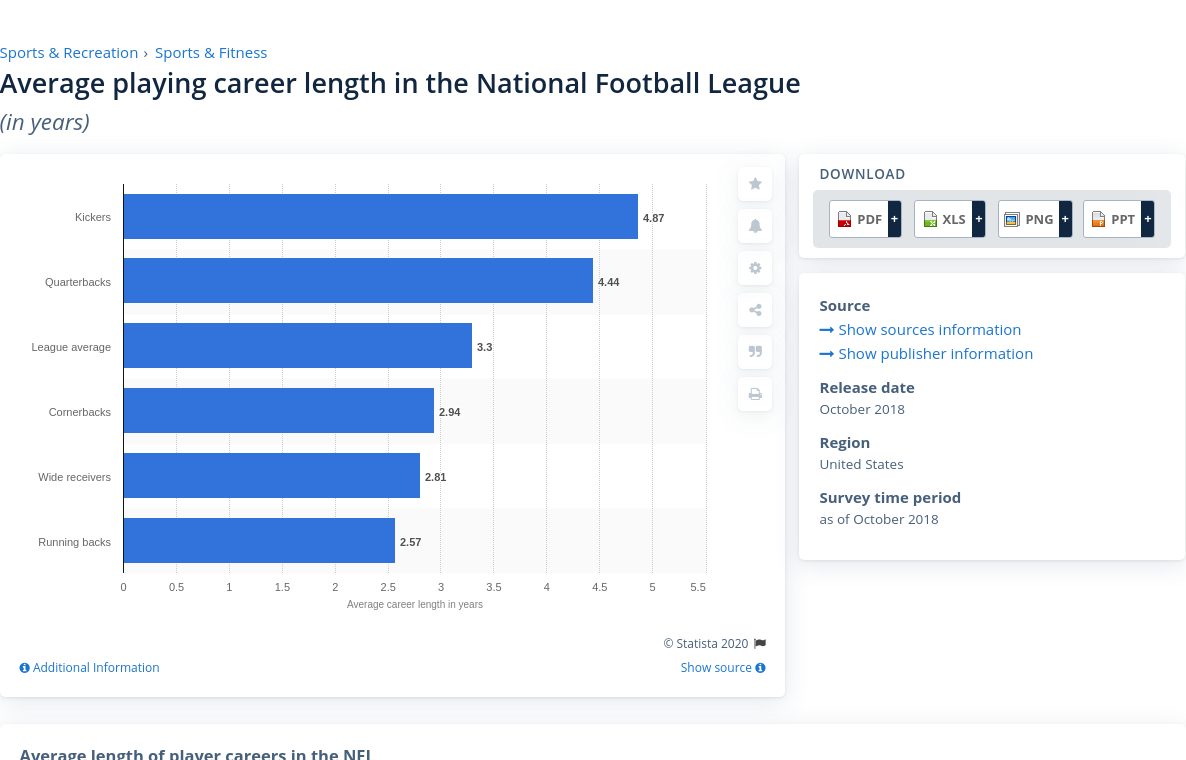 Sports & Recreation › Sports & Fitness
Average playing career length in the National Football League
(in years)
Kickers
4.87
Quarterbacks
4.44
League average
3.3
Cornerbacks
2.94
Wide receivers
2.81
Running backs
2.57
0 0.5 1 1.5 2 2.5 3 3.5 4 4.5 5 5.5
Average career length in years
© Statista 2020
Additional Information
Show source
DOWNLOAD
PDF + XLS + PNG + PPT +
Source
Show sources information
Show publisher information
Release date
October 2018
Region
United States
Survey time period
as of October 2018
Average length of player careers in the NFL